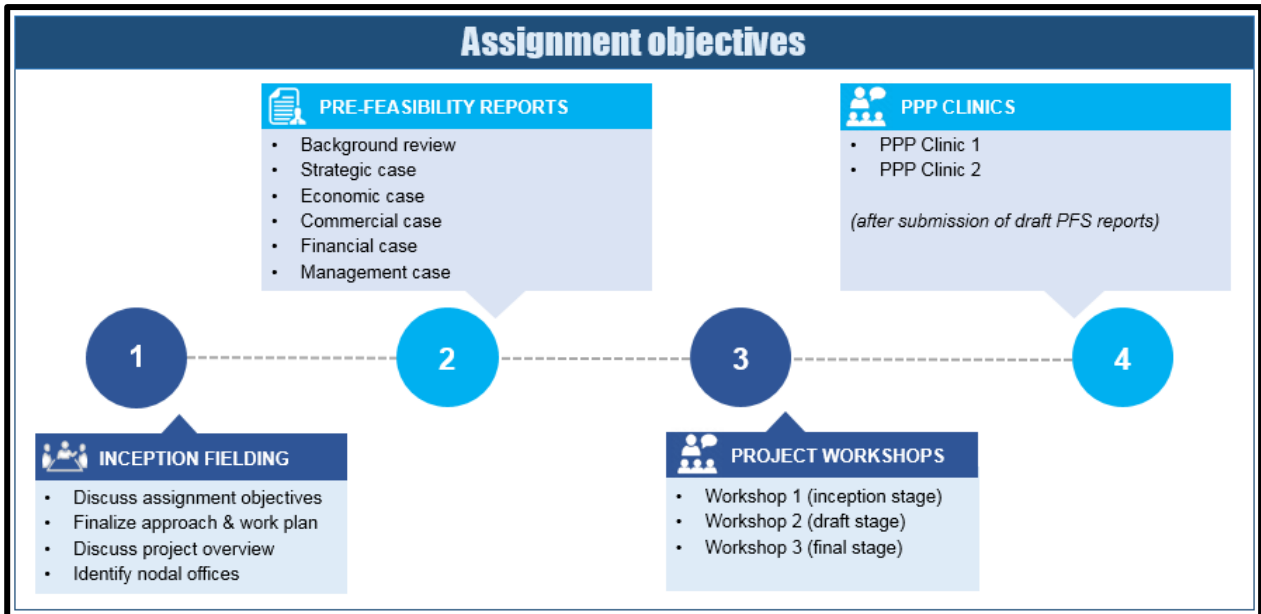 Assignment objectives
PRE-FEASIBILITY REPORTS
• Background review
• Strategic case
• Economic case
• Commercial case
• Financial case
• Management case
PPP CLINICS
• PPP Clinic 1
• PPP Clinic 2
(after submission of draft PFS reports)
1
2
3
4
INCEPTION FIELDING
• Discuss assignment objectives
• Finalize approach & work plan
• Discuss project overview
• Identify nodal offices
PROJECT WORKSHOPS
• Workshop 1 (inception stage)
• Workshop 2 (draft stage)
• Workshop 3 (final stage)